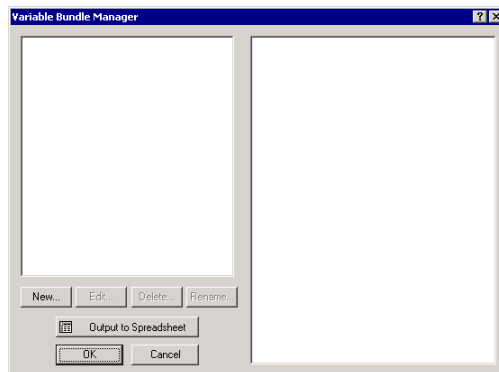 Variable Bundle Manager
New... Edit... Delete... Rename...
Output to Spreadsheet
OK Cancel